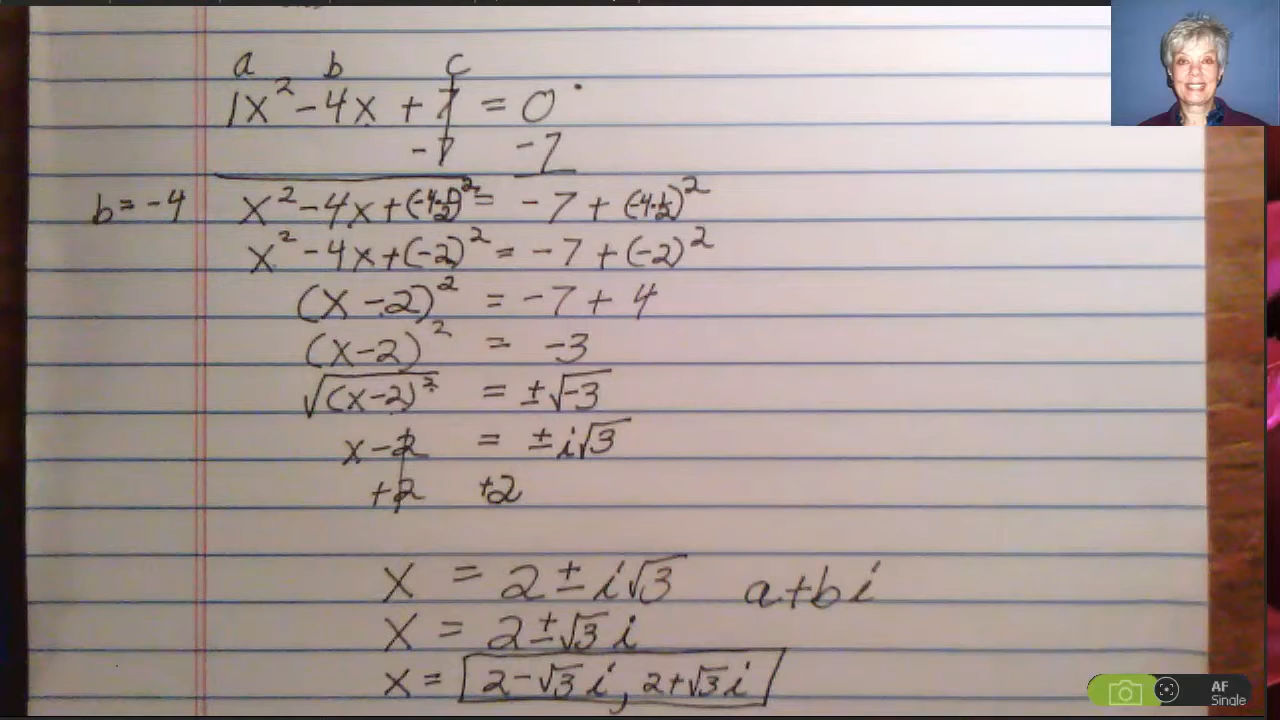 a b c
1x² - 4x + 7 = 0
-7 -7
b = -4 x² - 4x + (-4·½)² = -7 + (-4·½)²
x² - 4x + (-2)² = -7 + (-2)²
(x - 2)² = -7 + 4
(x - 2)² = -3
√(x-2)² = ±√-3
x - 2 = ±i√3
+2 +2
x = 2 ± i√3 a+bi
x = 2 ± √3 i
x = 2 - √3 i, 2 + √3 i
AF
Single